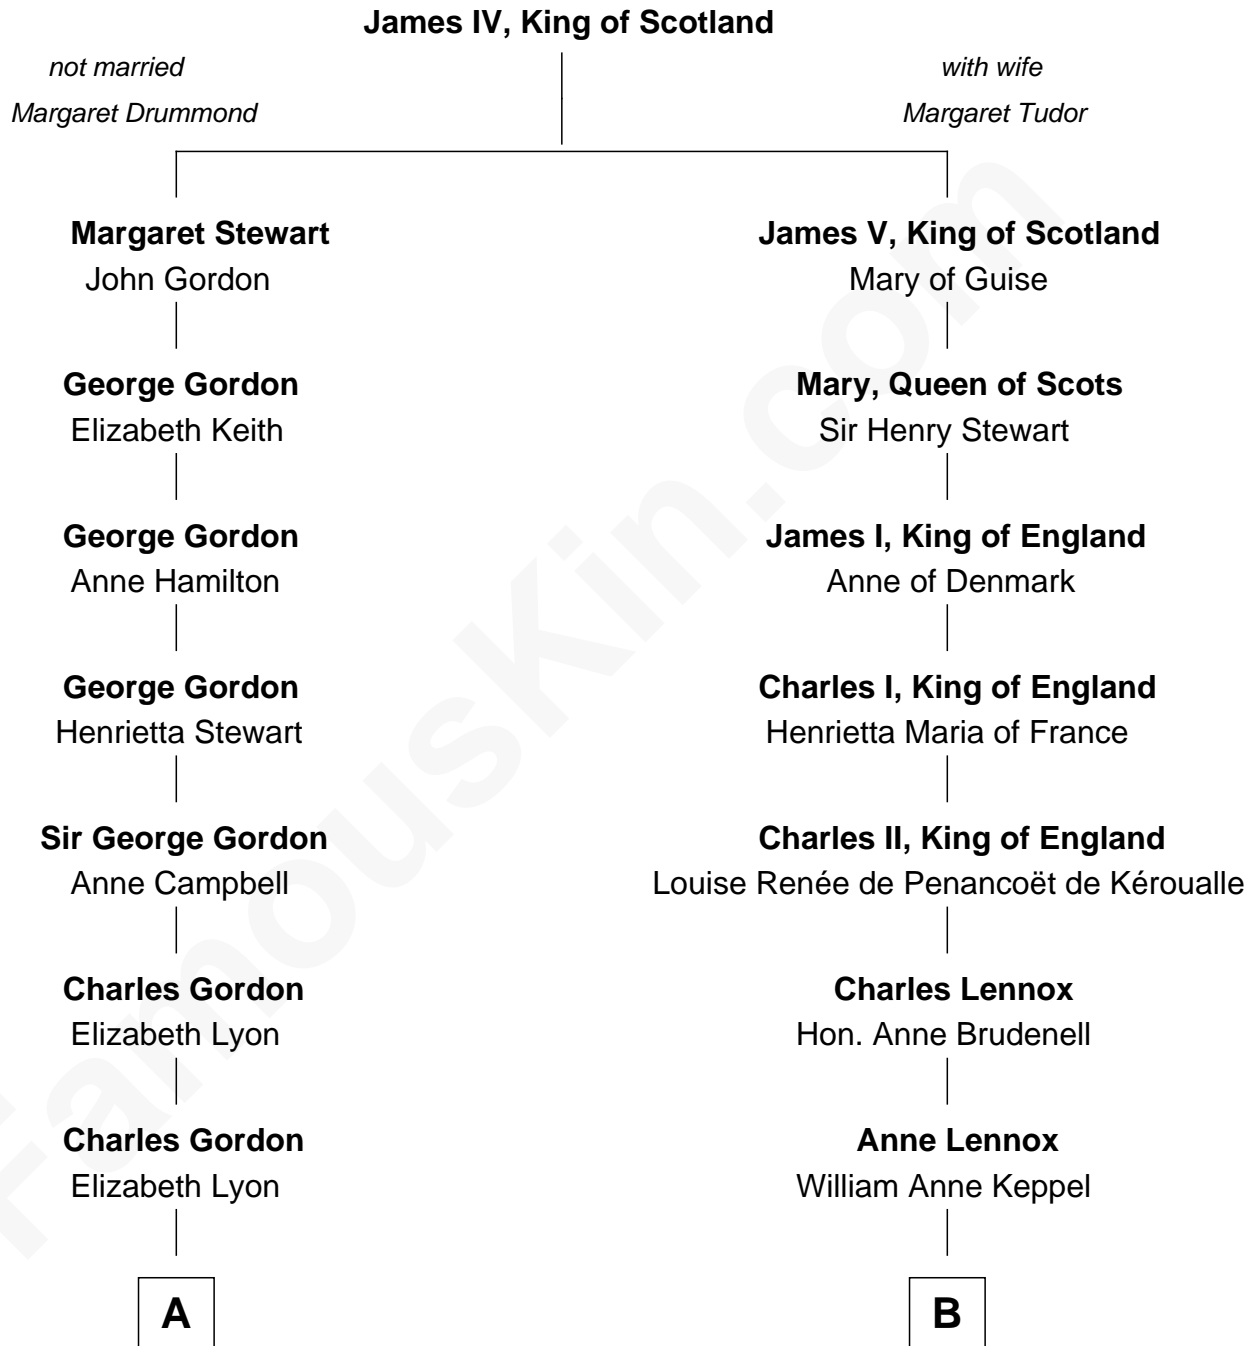 James IV, King of Scotland
not married
Margaret Drummond
with wife
Margaret Tudor
Margaret Stewart
John Gordon
George Gordon
Elizabeth Keith
George Gordon
Anne Hamilton
George Gordon
Henrietta Stewart
Sir George Gordon
Anne Campbell
Charles Gordon
Elizabeth Lyon
Charles Gordon
Elizabeth Lyon
A
James V, King of Scotland
Mary of Guise
Mary, Queen of Scots
Sir Henry Stewart
James I, King of England
Anne of Denmark
Charles I, King of England
Henrietta Maria of France
Charles II, King of England
Louise Renée de Penancoët de Kéroualle
Charles Lennox
Hon. Anne Brudenell
Anne Lennox
William Anne Keppel
B
FamousKin.com